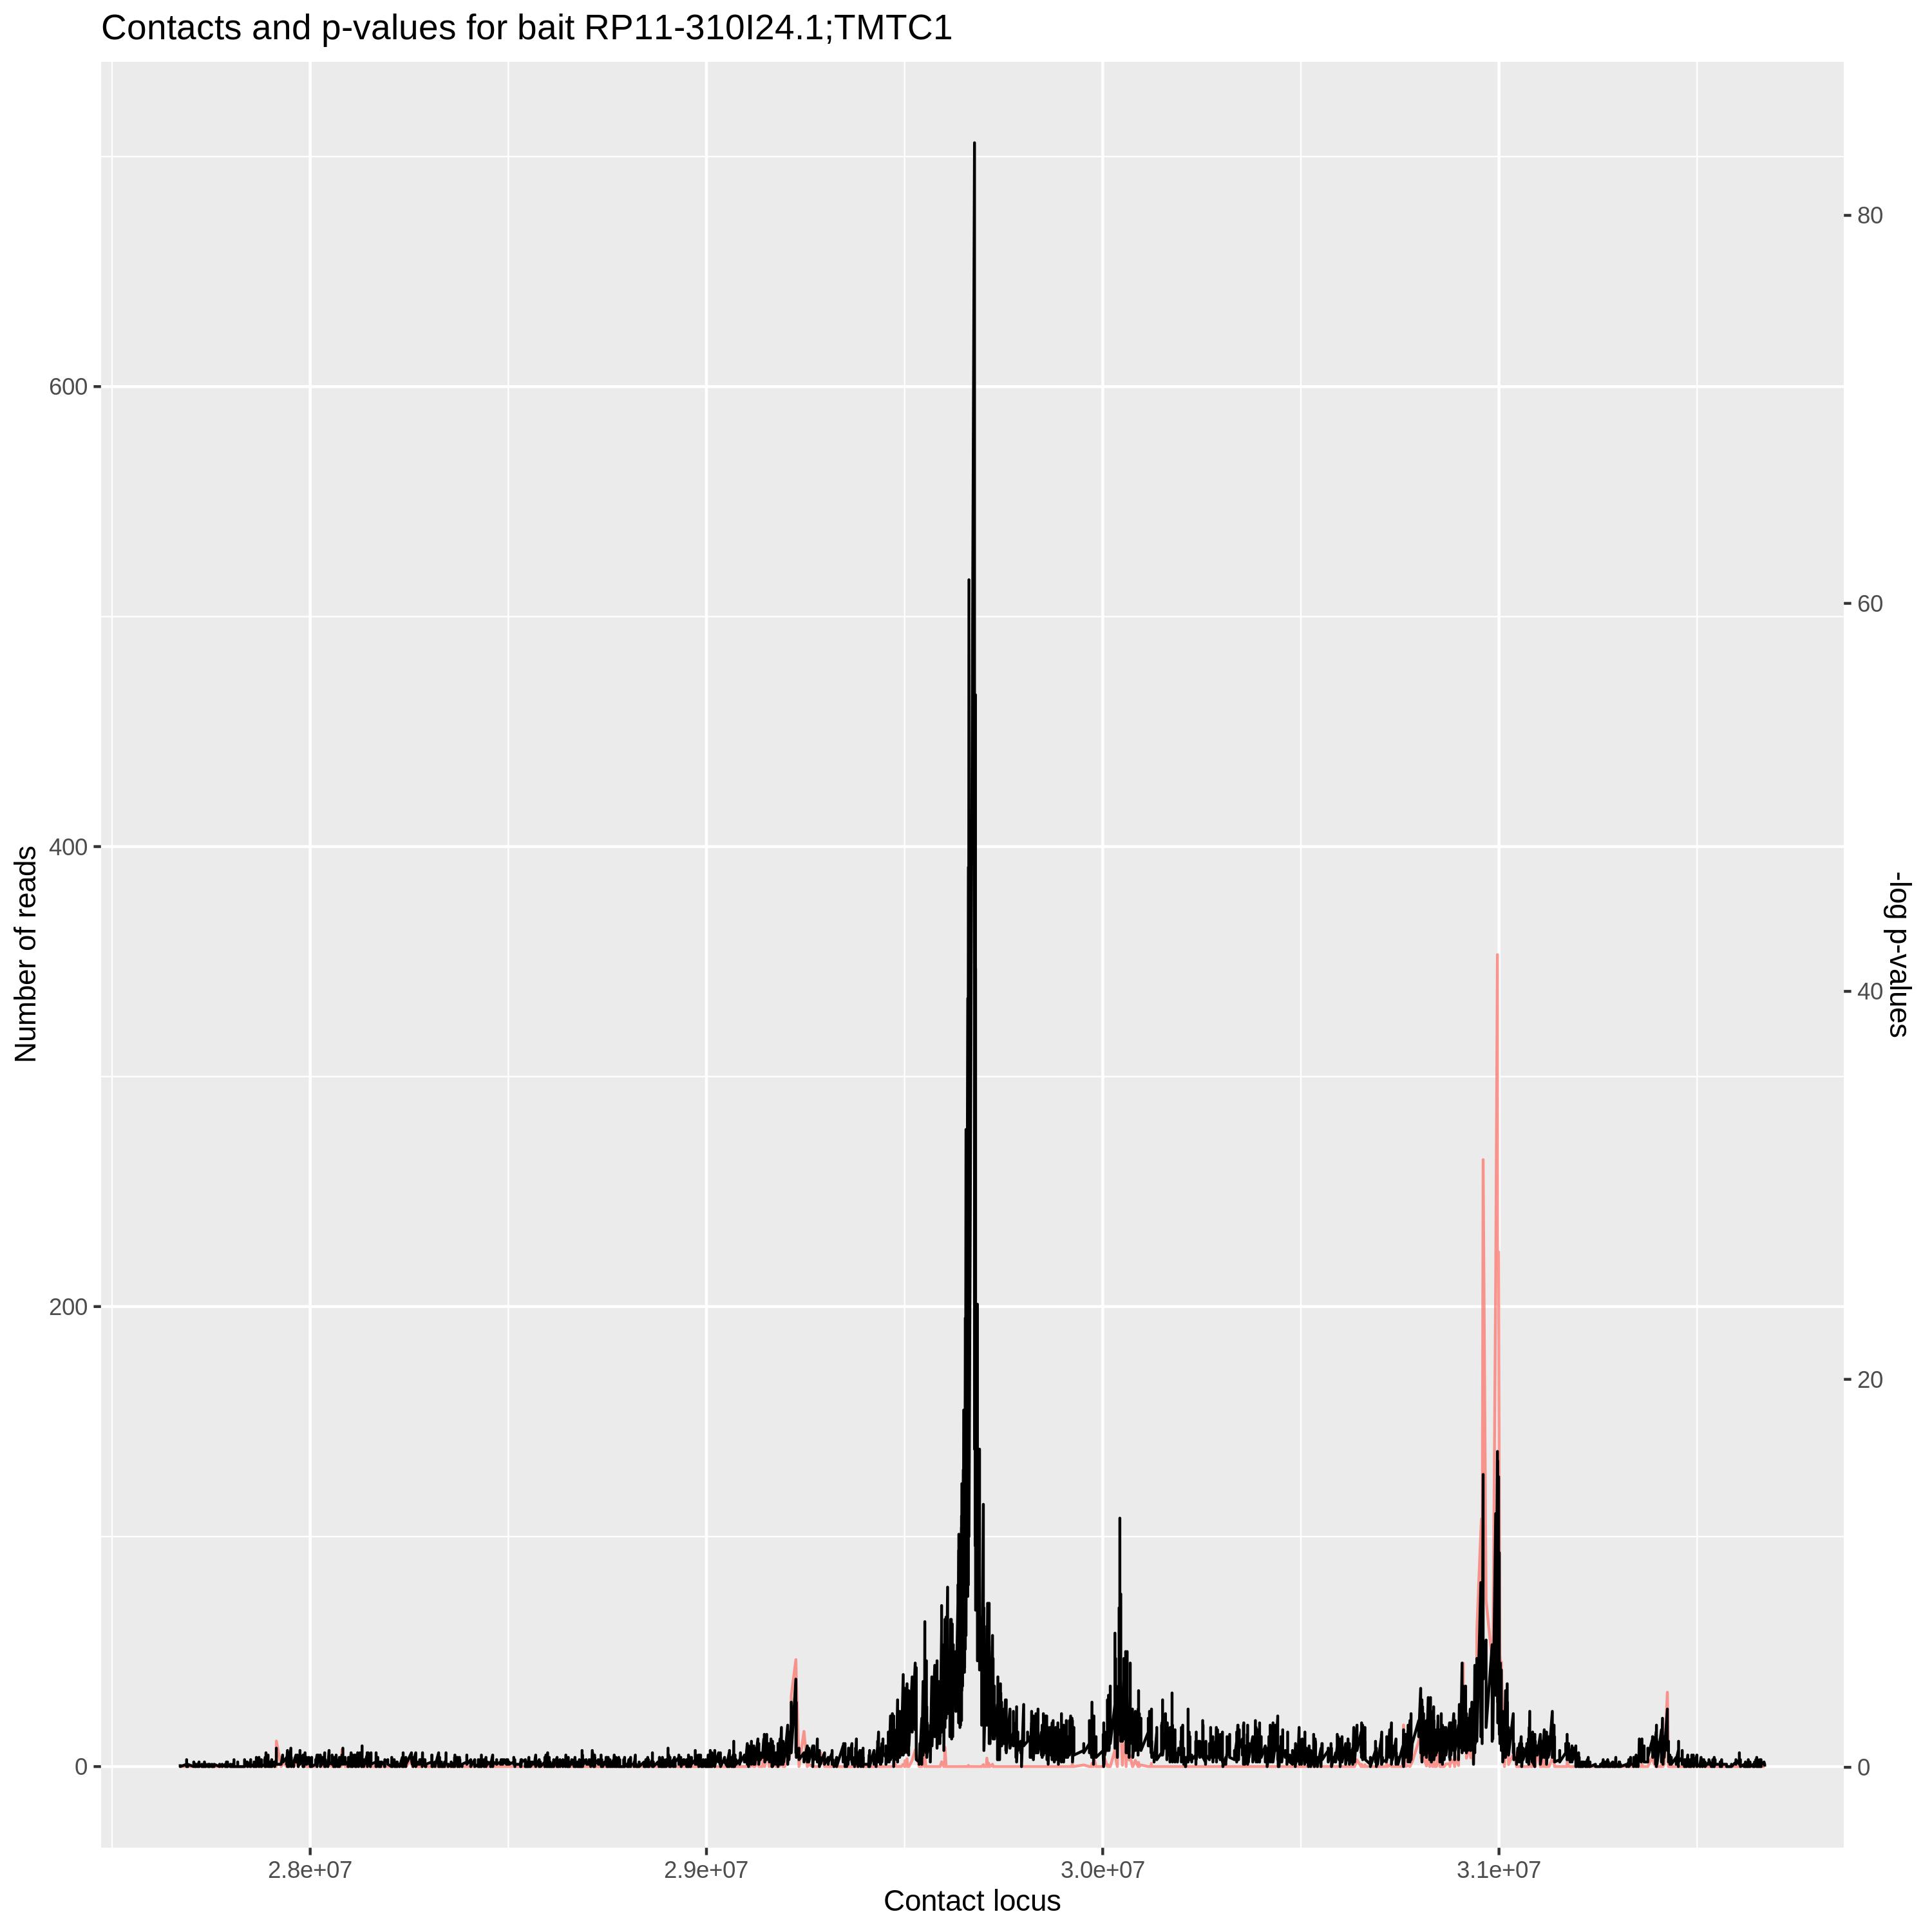 Contacts and p-values for bait RP11-310I24.1;TMTC1
Number of reads
600
400
200
0
80
60
40
20
0
-log p-values
2.8e+07
2.9e+07
3.0e+07
3.1e+07
Contact locus